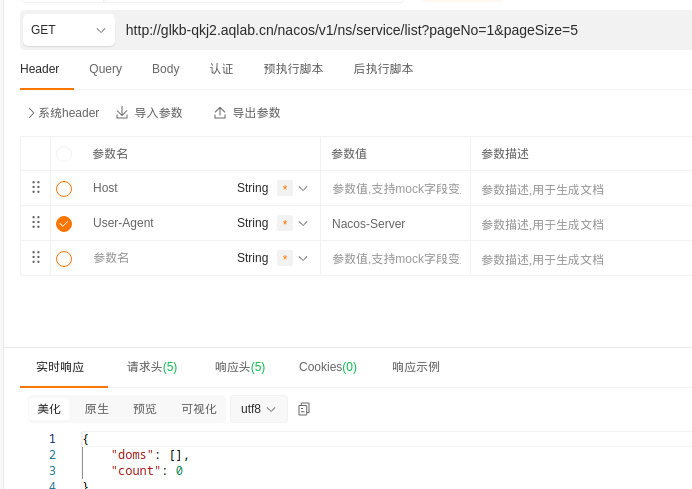 GET http://glkb-qkj2.aqlab.cn/nacos/v1/ns/service/list?pageNo=1&pageSize=5
Header Query Body 认证 预执行脚本 后执行脚本
系统header 导入参数 导出参数
参数名 参数值 参数描述
Host String * 参数值,支持mock字段变 参数描述,用于生成文档
User-Agent String * Nacos-Server 参数描述,用于生成文档
参数名 String * 参数值,支持mock字段变 参数描述,用于生成文档
实时响应 请求头(5) 响应头(5) Cookies(0) 响应示例
美化 原生 预览 可视化 utf8
1 {
2 "doms": [],
3 "count": 0
4 }